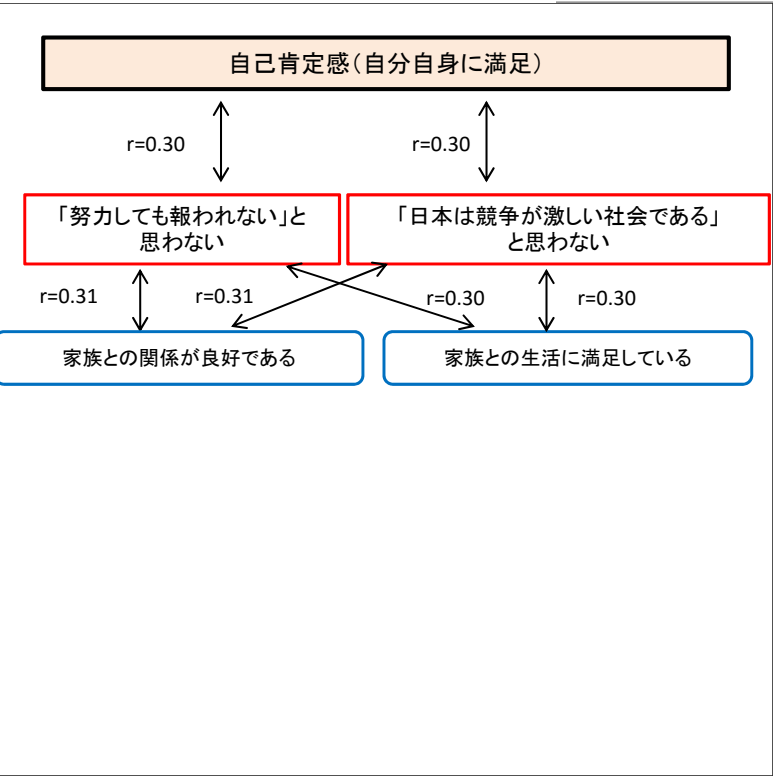 自己肯定感(自分自身に満足)
r=0.30
r=0.30
「努力しても報われない」と
思わない
「日本は競争が激しい社会である」
と思わない
r=0.31
r=0.31
r=0.30
r=0.30
家族との関係が良好である
家族との生活に満足している